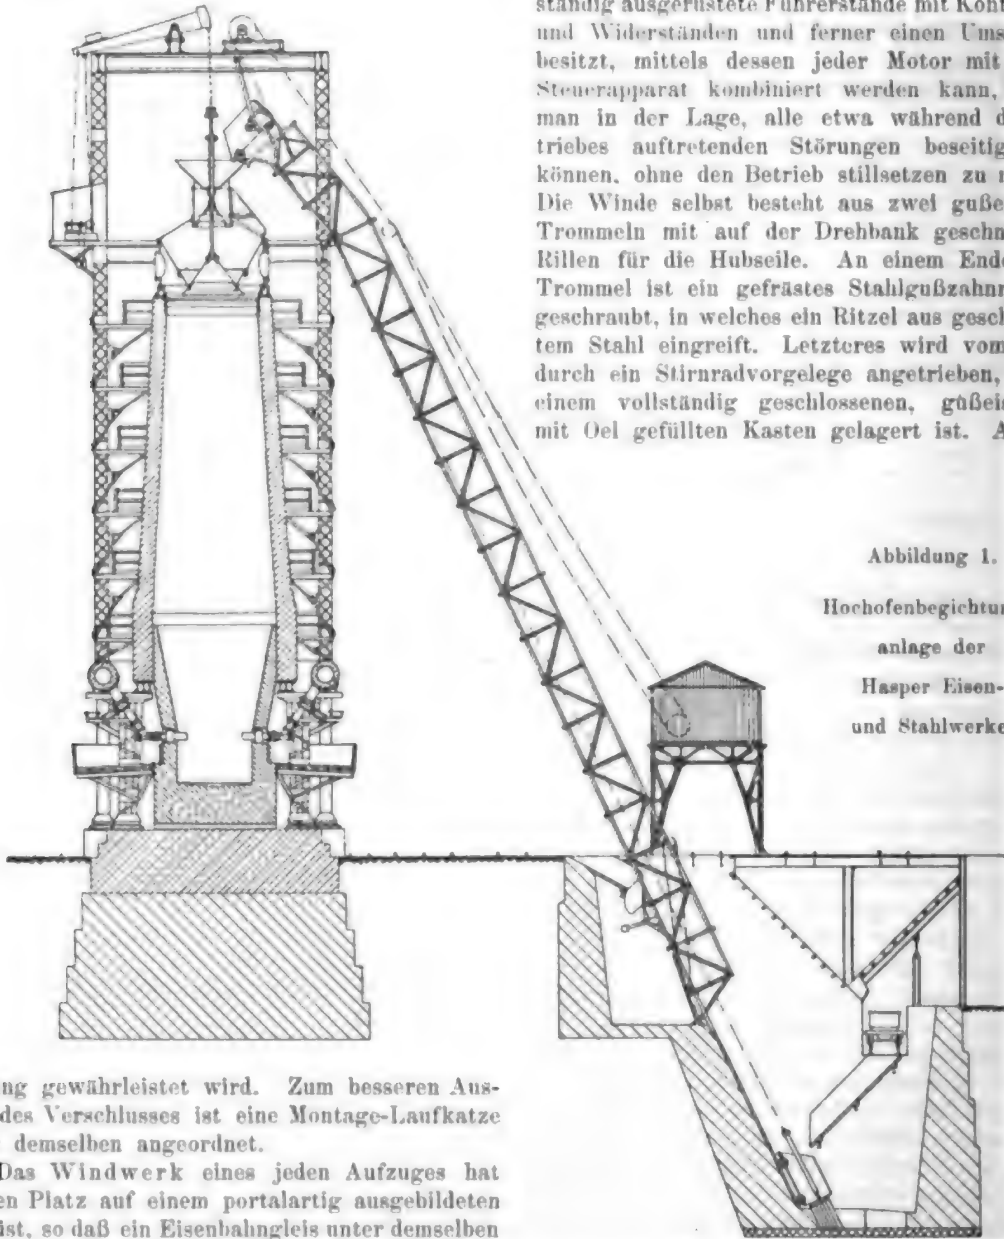 ständig ausgerüstete Führerstände mit Kont
und Widerständen und ferner einen Ums
besitzt, mittels dessen jeder Motor mit
Steuerapparat kombiniert werden kann,
man in der Lage, alle etwa während d
triebes auftretenden Störungen beseitig
können, ohne den Betrieb stillsetzen zu
Die Winde selbst besteht aus zwei guße
Trommeln mit auf der Drehbank geschn
Rillen für die Hubseile. An einem Ende
Trommel ist ein gefrästes Stahlgußzahn
geschraubt, in welches ein Ritzel aus gesch
tem Stahl eingreift. Letzteres wird vom
durch ein Stirnradvorgelege angetrieben,
einem vollständig geschlossenen, gußei
mit Oel gefüllten Kasten gelagert ist. A
Abbildung 1.
Hochofenbegichtun
anlage der
Hasper Eisen-
und Stahlwerke
ng gewährleistet wird. Zum besseren Aus-
des Verschlusses ist eine Montage-Laufkatze
demselben angeordnet.
Das Windwerk eines jeden Aufzuges hat
en Platz auf einem portalartig ausgebildeten
ist, so daß ein Eisenbahngleis unter demselben